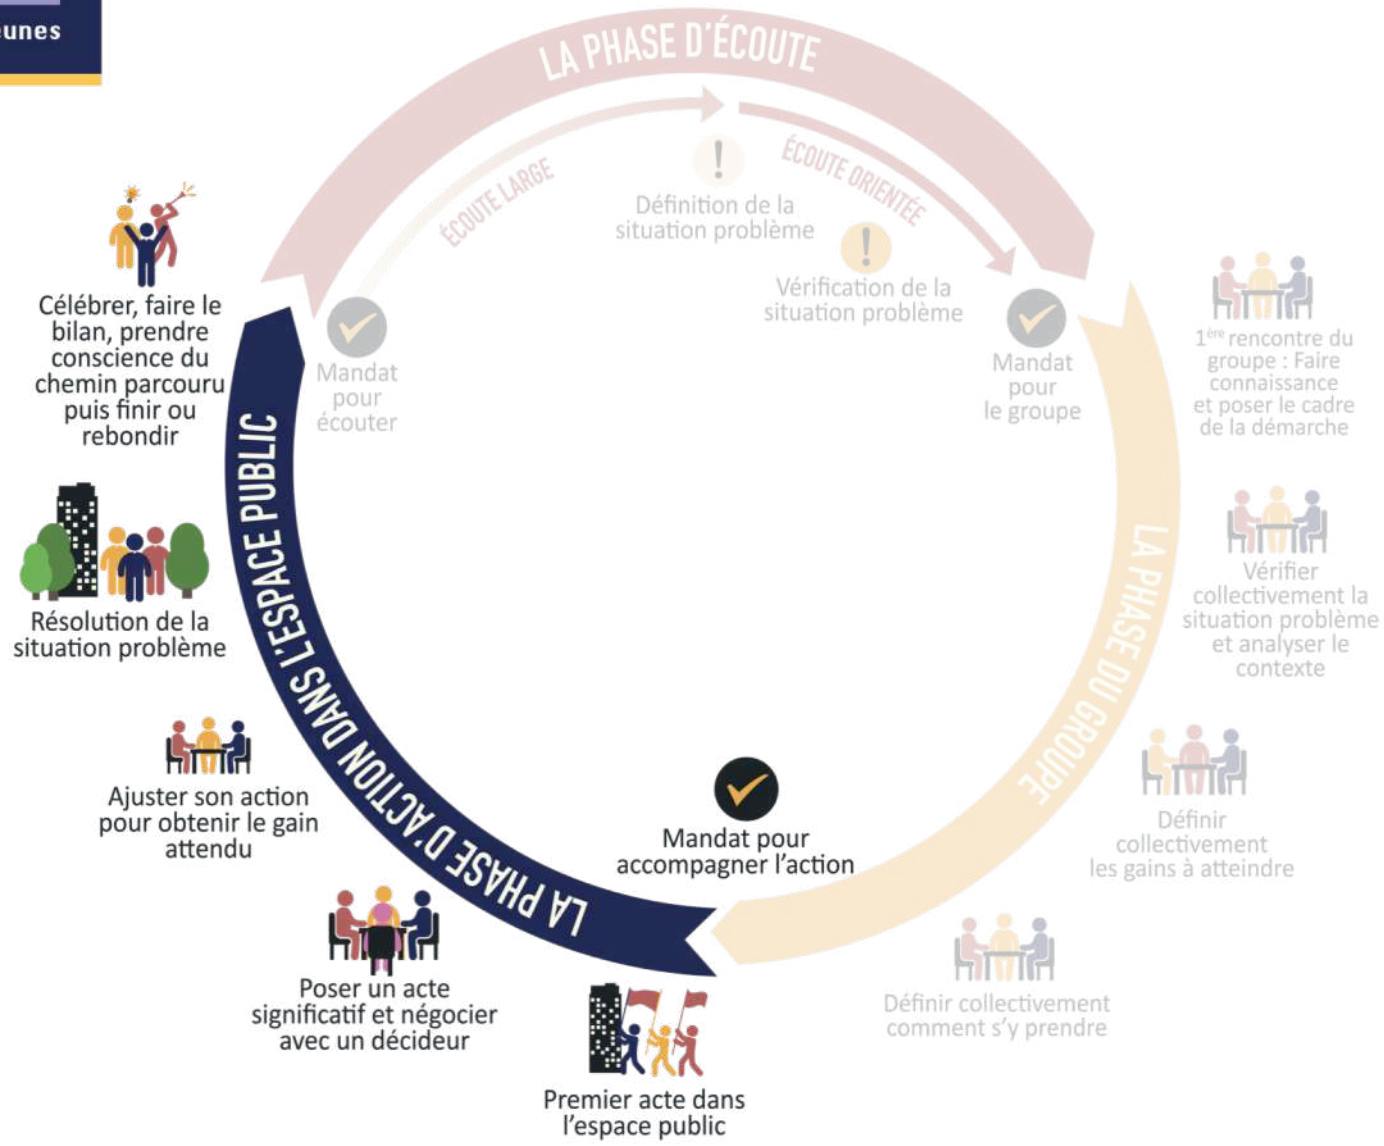 LA PHASE D'ÉCOUTE
ÉCOUTE LARGE
ÉCOUTE ORIENTÉE
!
Définition de la
situation problème
!
Vérification de la
situation problème
Mandat
pour
écouter
Mandat
pour
le groupe
1ère rencontre du
groupe : Faire
connaissance
et poser le cadre
de la démarche
Vérifier
collectivement la
situation problème
et analyser le
contexte
LA PHASE DU GROUPE
Définir
collectivement
les gains à atteindre
Définir collectivement
comment s'y prendre
Mandat pour
accompagner l'action
LA PHASE D'ACTION DANS L'ESPACE PUBLIC
Premier acte dans
l'espace public
Poser un acte
significatif et négocier
avec un décideur
Ajuster son action
pour obtenir le gain
attendu
Résolution de la
situation problème
Célébrer, faire le
bilan, prendre
conscience du
chemin parcouru
puis finir ou
rebondir